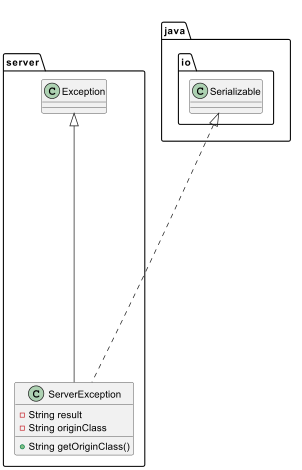 java
io
server
C Exception
C Serializable
C ServerException
String result
String originClass
String getOriginClass()